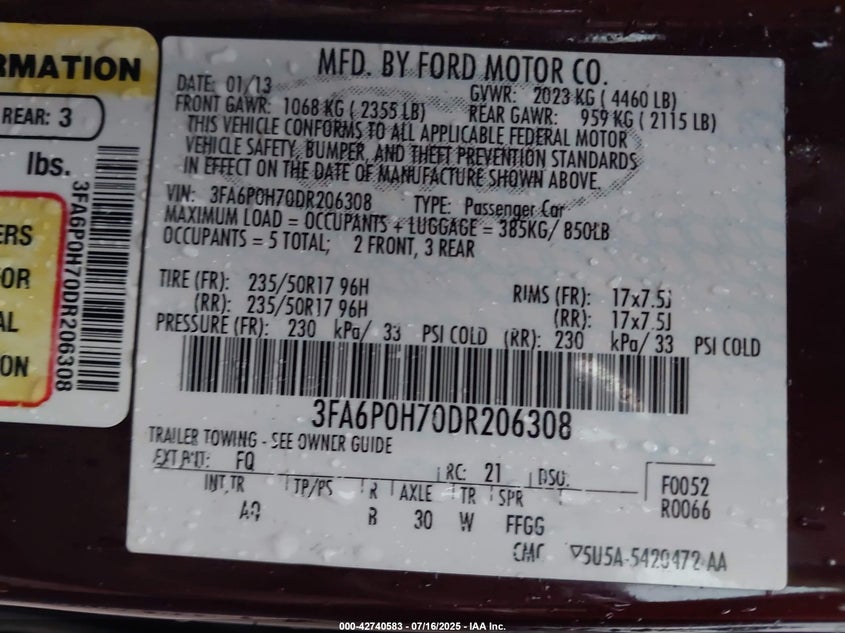 RMATION
REAR: 3
lbs.
3FA6P0H70DR206308
ERS
OR
AL
ON
MFD. BY FORD MOTOR CO.
DATE: 01/13
GVWR: 2023 KG ( 4460 LB)
FRONT GAWR: 1068 KG ( 2355 LB)
REAR GAWR: 959 KG ( 2115 LB)
THIS VEHICLE CONFORMS TO ALL APPLICABLE FEDERAL MOTOR
VEHICLE SAFETY, BUMPER, AND THEFT PREVENTION STANDARDS
IN EFFECT ON THE DATE OF MANUFACTURE SHOWN ABOVE.
VIN: 3FA6P0H70DR206308 TYPE: Passenger Car
MAXIMUM LOAD = OCCUPANTS + LUGGAGE = 385KG/ 850LB
OCCUPANTS = 5 TOTAL; 2 FRONT, 3 REAR
TIRE (FR): 235/50R17 96H RIMS (FR): 17x7.5J
(RR): 235/50R17 96H (RR): 17x7.5J
PRESSURE (FR): 230 kPa/ 33 PSI COLD (RR): 230 kPa/ 33 PSI COLD
3FA6P0H70DR206308
TRAILER TOWING - SEE OWNER GUIDE
EXT PNT: FQ RC: 21 DSO:
F0052
INT TR TP/PS R AXLE TR SPR
R0066
AQ B 30 W FFGG
CMC ▽5U5A-5420472-AA
000-42740583 - 07/16/2025 - IAA Inc.